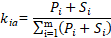 k_{ia} = \frac{P_i + S_i}{\sum_{i=1}^{m}(P_i + S_i)}